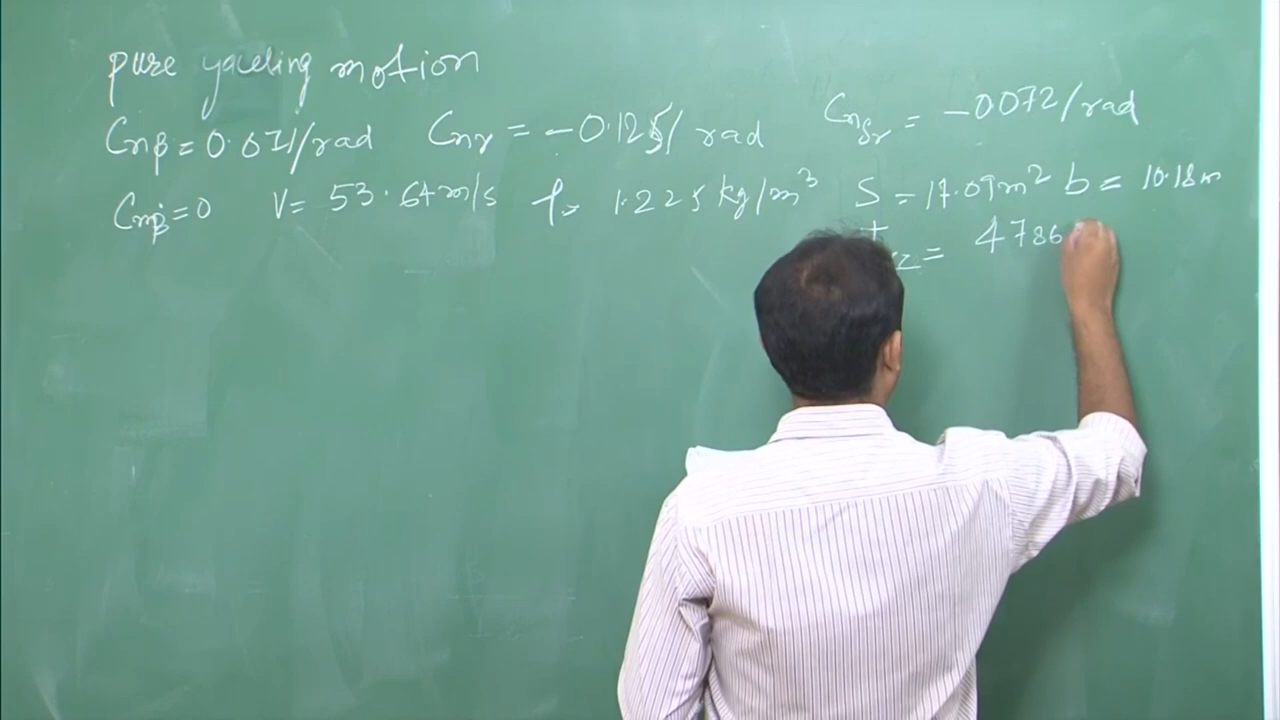 pure yawing motion
Cnβ = 0.071/rad Cnr = -0.125/ rad Cnδr = -0.072/rad
Cnβ̇ = 0 V = 53.64 m/s ρ = 1.225 kg/m³ S = 17.09 m² b = 10.18 m
= 4786